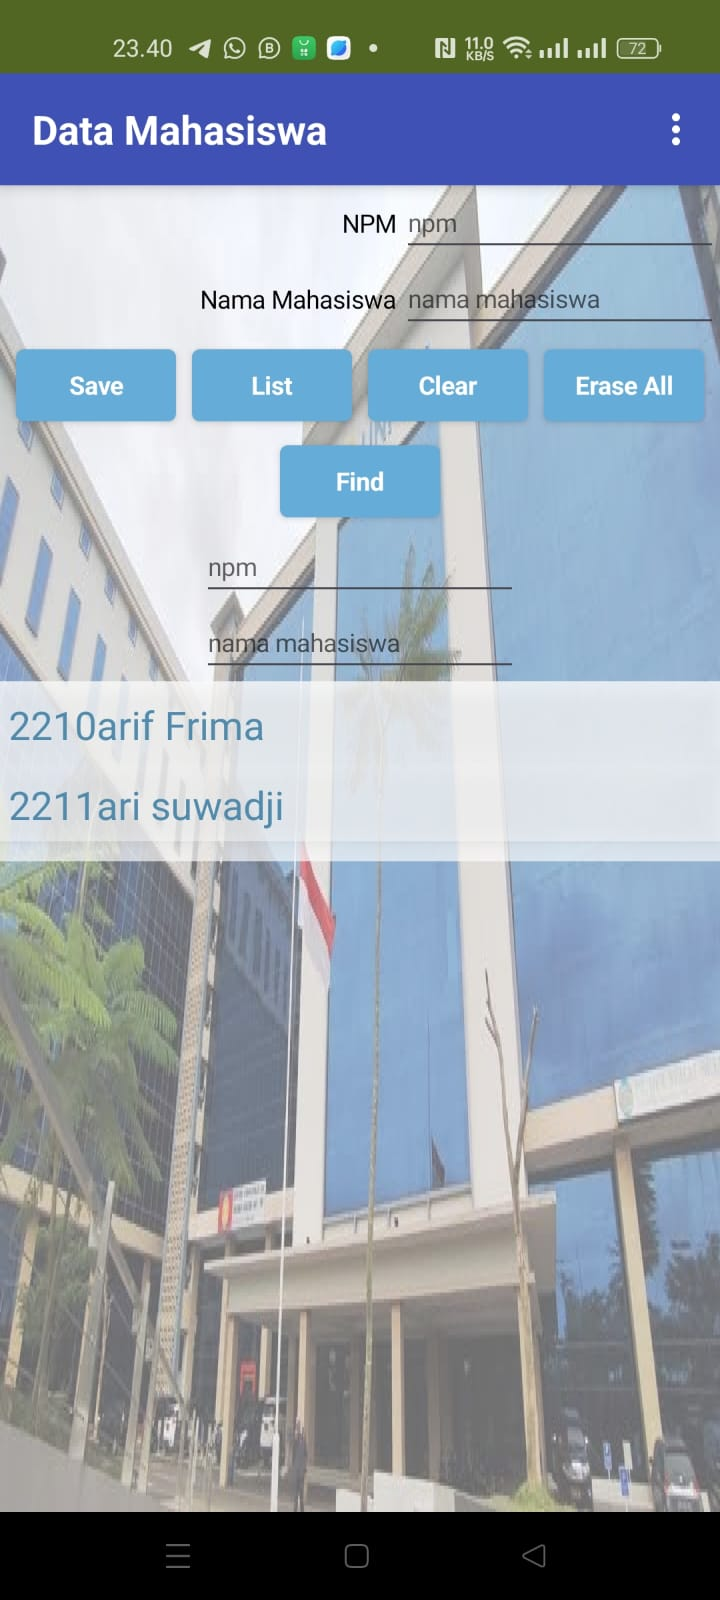 23.40
11.0
KB/S
72
Data Mahasiswa
NPM npm
Nama Mahasiswa nama mahasiswa
Save List Clear Erase All
Find
npm
nama mahasiswa
2210arif Frima
2211ari suwadji